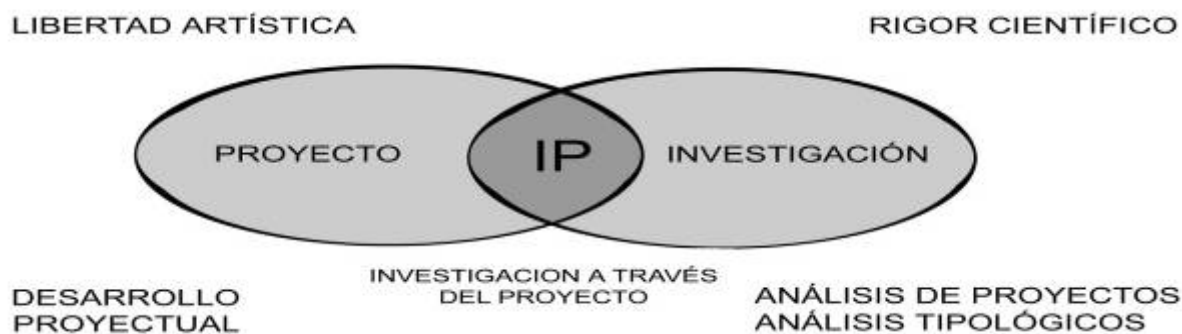 LIBERTAD ARTÍSTICA
RIGOR CIENTÍFICO
PROYECTO
IP
INVESTIGACIÓN
INVESTIGACION A TRAVÉS
DEL PROYECTO
DESARROLLO
PROYECTUAL
ANÁLISIS DE PROYECTOS
ANÁLISIS TIPOLÓGICOS